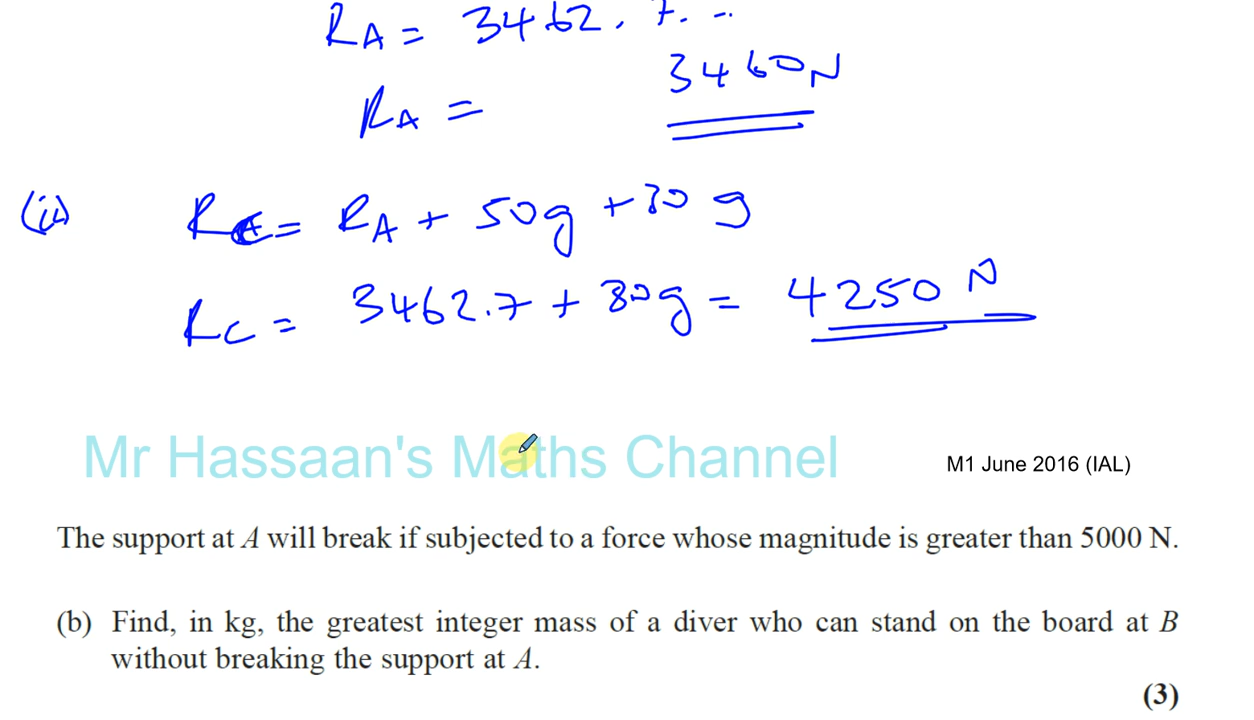 RA = 3462.7...
3460N
RA =
(ii) RC = RA + 50g + 30g
RC = 3462.7 + 80g = 4250 N
Mr Hassaan's Maths Channel
M1 June 2016 (IAL)
The support at A will break if subjected to a force whose magnitude is greater than 5000 N.
(b) Find, in kg, the greatest integer mass of a diver who can stand on the board at B
without breaking the support at A.
(3)